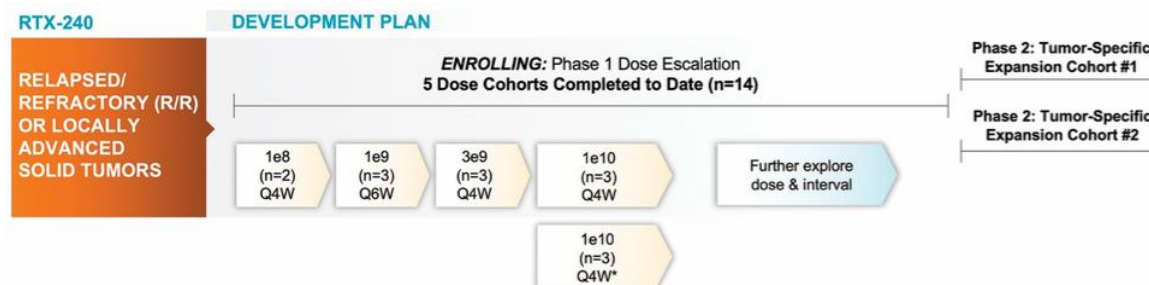 RTX-240
DEVELOPMENT PLAN
RELAPSED/
REFRACTORY (R/R)
OR LOCALLY
ADVANCED
SOLID TUMORS
ENROLLING: Phase 1 Dose Escalation
5 Dose Cohorts Completed to Date (n=14)
1e8
(n=2)
Q4W
1e9
(n=3)
Q6W
3e9
(n=3)
Q4W
1e10
(n=3)
Q4W
1e10
(n=3)
Q4W*
Further explore
dose & interval
Phase 2: Tumor-Specific
Expansion Cohort #1
Phase 2: Tumor-Specific
Expansion Cohort #2